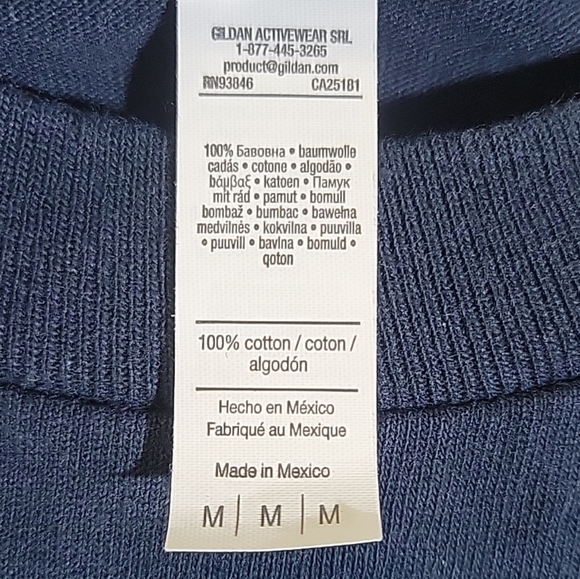 GILDAN ACTIVEWEAR SRL
1-877-445-3265
product@gildan.com
RN93846 CA25181
100% Бавовна • baumwolle
cadás • cotone • algodão •
bάμβαξ • katoen • Памук
mit rád • pamut • bomull
bombaž • bumbac • bawełna
medvilnės • kokvilna • puuvilla
• puuvill • bavlna • bomuld •
qoton
100% cotton / coton /
algodón
Hecho en México
Fabriqué au Mexique
Made in Mexico
M | M | M